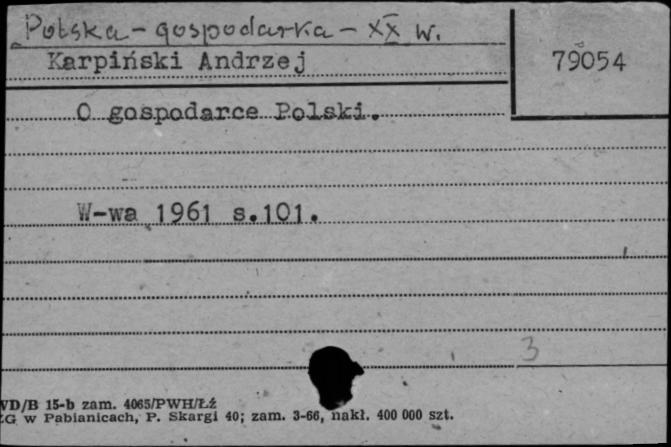 Polska - gospodarka - XX w.
Karpiński Andrzej
79054
O gospodarce Polski.
W-wa 1961 s.101.
3
VD/B 15-b zam. 4065/PWH/Łź
ŁG w Pabianicach, P. Skargi 40; zam. 3-66, nakł. 400 000 szt.